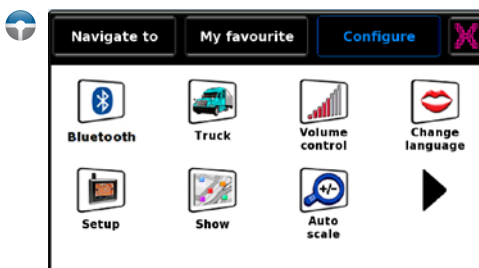 Navigate to My favourite Configure
Bluetooth Truck Volume control Change language
Setup Show +/- Auto scale